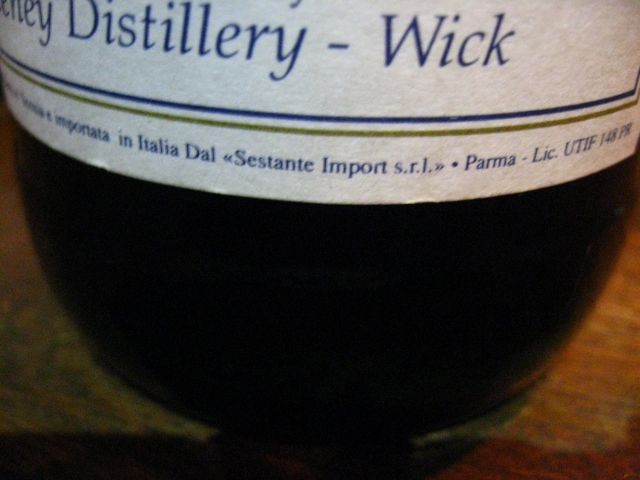 Distillery - Wick
e importata in Italia Dal «Sestante Import s.r.l.» • Parma - Lic. UTIF 148 PR